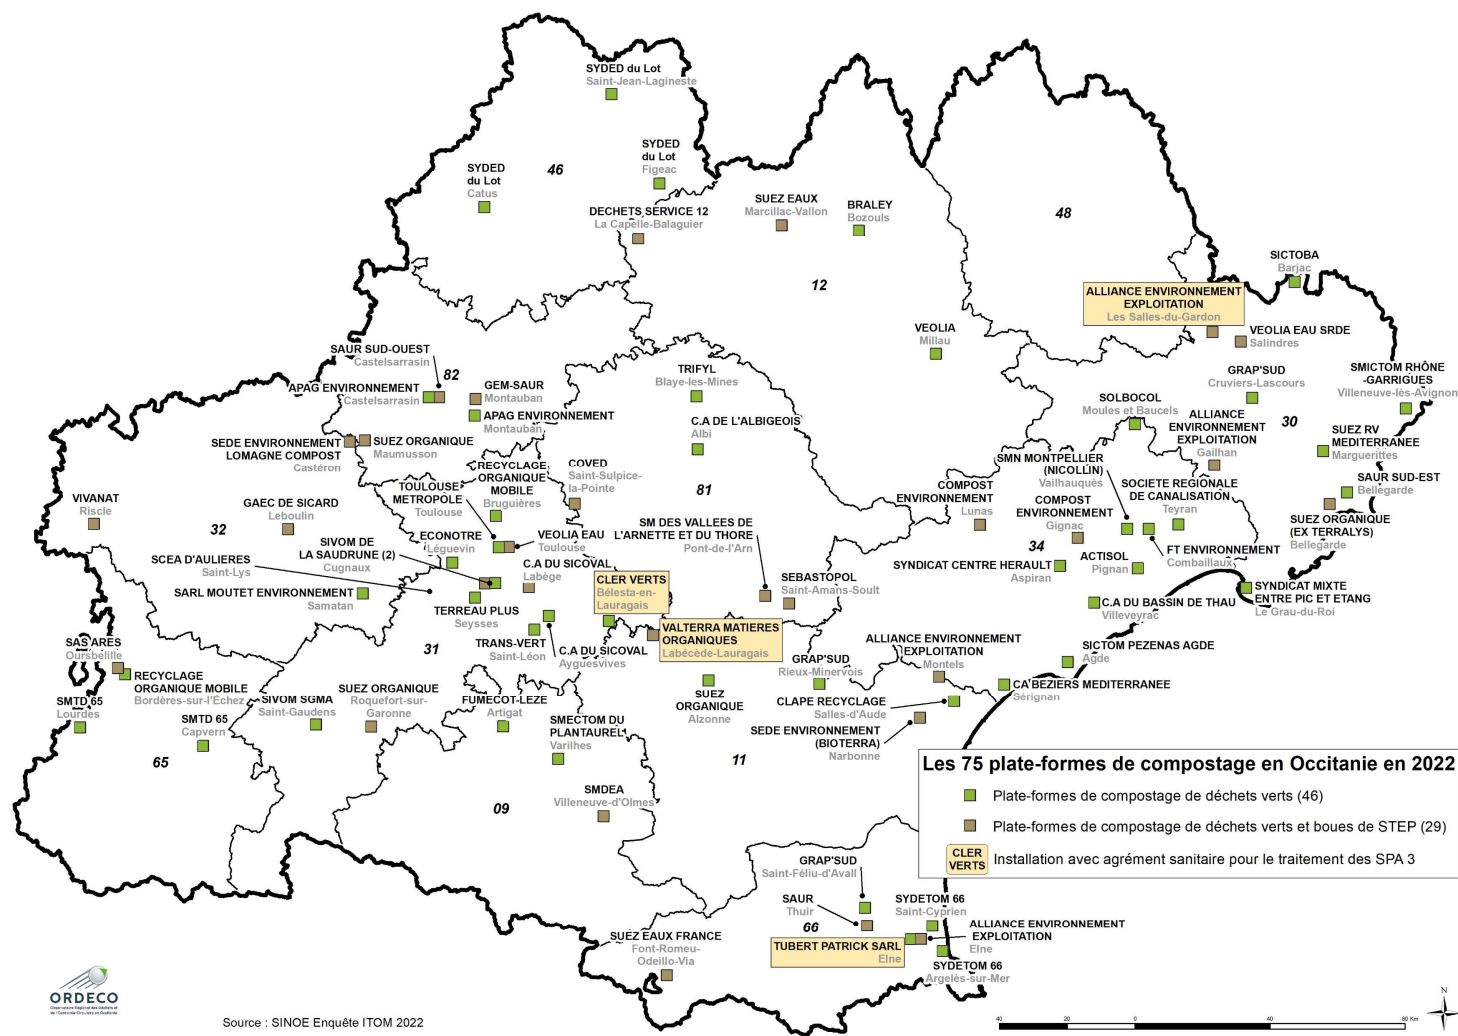 SYDED du Lot
Saint-Jean-Lagineste
SYDED
du Lot
Figeac
SYDED
du Lot
Catus
46
DECHETS SERVICE 12
La Capelle-Balaguier
SUEZ EAUX
Marcillac-Vallon
BRALEY
Bozouls
48
12
SICTOBA
Barjac
ALLIANCE ENVIRONNEMENT
EXPLOITATION
Les Salles-du-Gardon
VEOLIA EAU SRDE
Salindres
VEOLIA
Millau
SAUR SUD-OUEST
Castelsarrasin
82
APAG ENVIRONNEMENT
Castelsarrasin
GEM-SAUR
Montauban
APAG ENVIRONNEMENT
Montauban
TRIFYL
Blaye-les-Mines
GRAP'SUD
Cruviers-Lascours
SMICTOM RHÔNE
-GARRIGUES
Villeneuve-lès-Avignon
SOLBOCOL
Moules et Baucels
ALLIANCE
ENVIRONNEMENT
EXPLOITATION
Gailhan
30
SUEZ RV
MEDITERRANEE
Marguerittes
C.A DE L'ALBIGEOIS
Albi
SEDE ENVIRONNEMENT
LOMAGNE COMPOST
Castéron
SUEZ ORGANIQUE
Maumusson
RECYCLAGE
ORGANIQUE
MOBILE
Bruguières
COVED
Saint-Sulpice-
la-Pointe
TOULOUSE
METROPOLE
Toulouse
81
SMN MONTPELLIER
(NICOLLIN)
Vailhauquès
SOCIETE REGIONALE
DE CANALISATION
Teyran
SAUR SUD-EST
Bellegarde
SUEZ ORGANIQUE
(EX TERRALYS)
Bellegarde
COMPOST
ENVIRONNEMENT
Lunas
COMPOST
ENVIRONNEMENT
Gignac
VIVANAT
Riscle
GAEC DE SICARD
Leboulin
32
SM DES VALLEES DE
L'ARNETTE ET DU THORE
Pont-de-l'Arn
VEOLIA EAU
Toulouse
ECONOTRE
Léguevin
SIVOM DE
LA SAUDRUNE (2)
Cugnaux
SCEA D'AULIERES
Saint-Lys
C.A DU SICOVAL
Labège
34
FT ENVIRONNEMENT
Combaillaux
ACTISOL
Pignan
SYNDICAT CENTRE HERAULT
Aspiran
SARL MOUTET ENVIRONNEMENT
Samatan
CLER VERTS
Bélesta-en-
Lauragais
SEBASTOPOL
Saint-Amans-Soult
SYNDICAT MIXTE
ENTRE PIC ET ETANG
Le Grau-du-Roi
C.A DU BASSIN DE THAU
Villeveyrac
TERREAU PLUS
Seysses
TRANS-VERT
Saint-Léon
C.A DU SICOVAL
Ayguesvives
31
VALTERRA MATIERES
ORGANIQUES
Labécède-Lauragais
SICTOM PEZENAS AGDE
Agde
SAS ARES
Oursbelille
RECYCLAGE
ORGANIQUE MOBILE
Bordères-sur-l'Échez
ALLIANCE ENVIRONNEMENT
EXPLOITATION
Montels
GRAP'SUD
Rieux-Minervois
CA BEZIERS MEDITERRANEE
Sérignan
SMTD 65
Lourdes
SMTD 65
Capvern
65
SIVOM SGMA
Saint-Gaudens
SUEZ ORGANIQUE
Roquefort-sur-
Garonne
FUMECOT-LEZE
Artigat
SUEZ
ORGANIQUE
Alzonne
CLAPE RECYCLAGE
Salles-d'Aude
SEDE ENVIRONNEMENT
(BIOTERRA)
Narbonne
SMECTOM DU
PLANTAUREL
Varilhes
11
09
SMDEA
Villeneuve-d'Olmes
Les 75 plate-formes de compostage en Occitanie en 2022
Plate-formes de compostage de déchets verts (46)
Plate-formes de compostage de déchets verts et boues de STEP (29)
CLER
VERTS
Installation avec agrément sanitaire pour le traitement des SPA 3
GRAP'SUD
Saint-Féliu-d'Avall
SAUR
Thuir
66
SYDETOM 66
Saint-Cyprien
ALLIANCE ENVIRONNEMENT
EXPLOITATION
Elne
TUBERT PATRICK SARL
Elne
SYDETOM 66
Argelès-sur-Mer
SUEZ EAUX FRANCE
Font-Romeu-
Odeillo-Via
ORDECO
Observatoire Régional des Déchets et
de l'Économie Circulaire en Occitanie
Source : SINOE Enquête ITOM 2022
N
40 20 0 40 80 Km